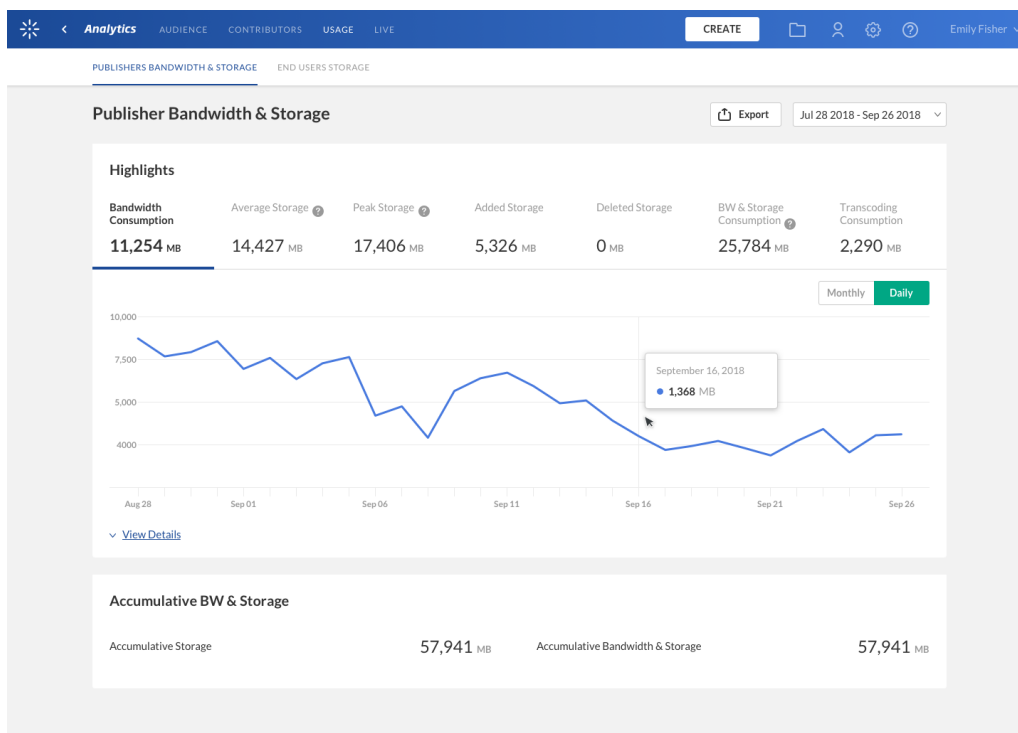 Analytics AUDIENCE CONTRIBUTORS USAGE LIVE CREATE Emily Fisher
PUBLISHERS BANDWIDTH & STORAGE END USERS STORAGE
Publisher Bandwidth & Storage Export Jul 28 2018 - Sep 26 2018
Highlights
Bandwidth Consumption
11,254 MB
Average Storage ?
14,427 MB
Peak Storage ?
17,406 MB
Added Storage
5,326 MB
Deleted Storage
0 MB
BW & Storage Consumption ?
25,784 MB
Transcoding Consumption
2,290 MB
Monthly Daily
10,000
7,500
5,000
4000
September 16, 2018
1,368 MB
Aug 28 Sep 01 Sep 06 Sep 11 Sep 16 Sep 21 Sep 26
View Details
Accumulative BW & Storage
Accumulative Storage 57,941 MB Accumulative Bandwidth & Storage 57,941 MB